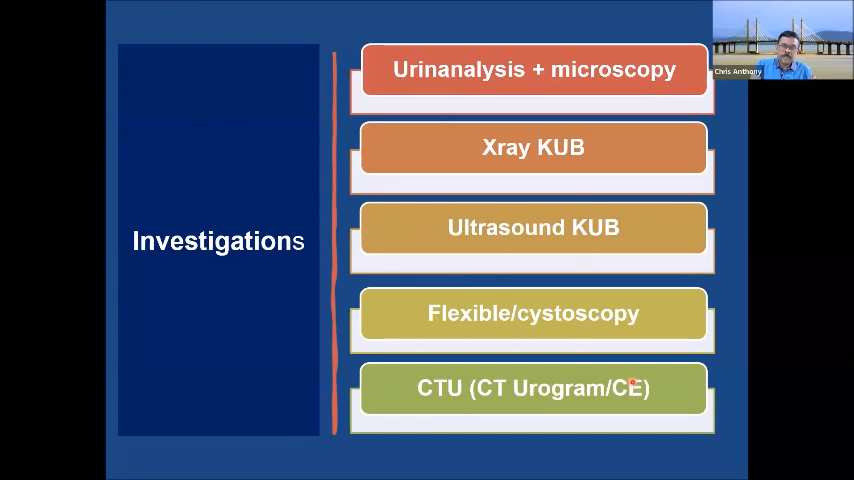 Investigations
Urinanalysis + microscopy
Xray KUB
Ultrasound KUB
Flexible/cystoscopy
CTU (CT Urogram/CE)
Chris Anthony